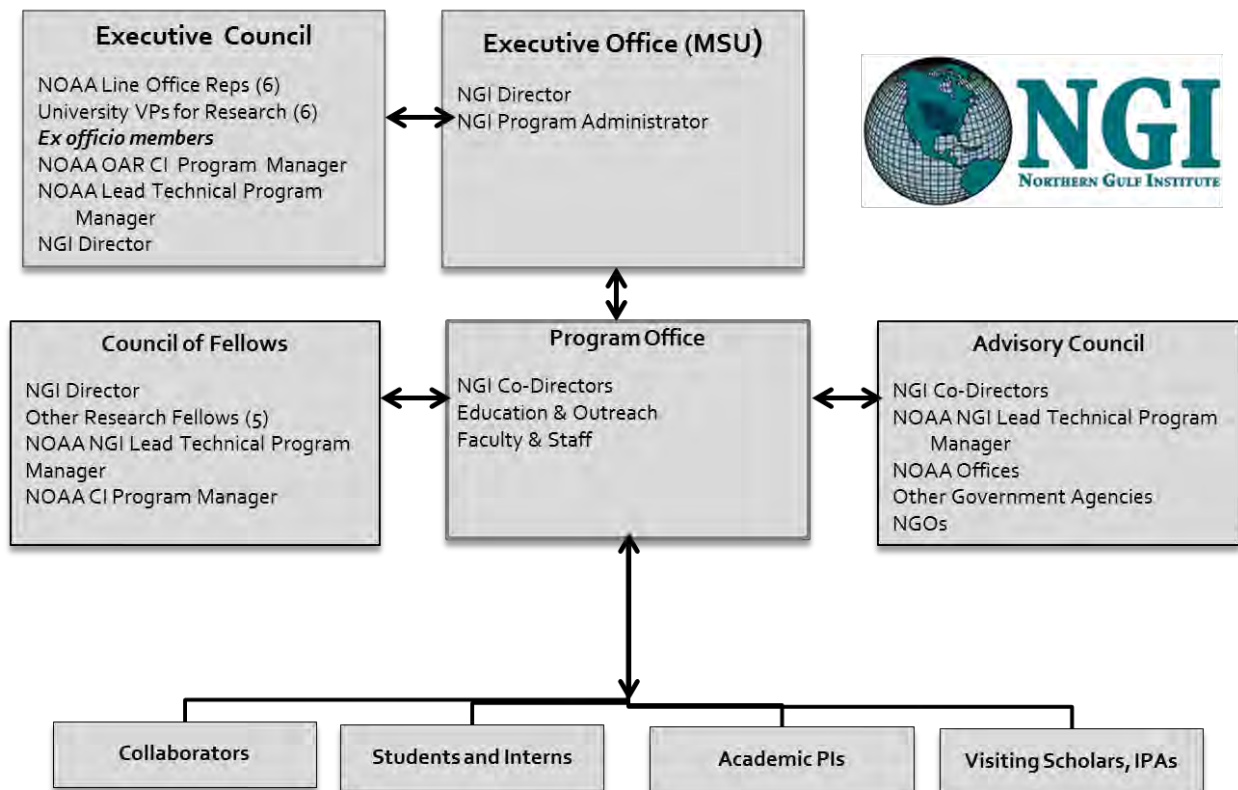 Executive Council
NOAA Line Office Reps (6)
University VPs for Research (6)
Ex officio members
NOAA OAR CI Program Manager
NOAA Lead Technical Program
Manager
NGI Director
Executive Office (MSU)
NGI Director
NGI Program Administrator
NGI
NORTHERN GULF INSTITUTE
Council of Fellows
NGI Director
Other Research Fellows (5)
NOAA NGI Lead Technical Program
Manager
NOAA CI Program Manager
Program Office
NGI Co-Directors
Education & Outreach
Faculty & Staff
Advisory Council
NGI Co-Directors
NOAA NGI Lead Technical Program
Manager
NOAA Offices
Other Government Agencies
NGOs
Collaborators
Students and Interns
Academic PIs
Visiting Scholars, IPAs